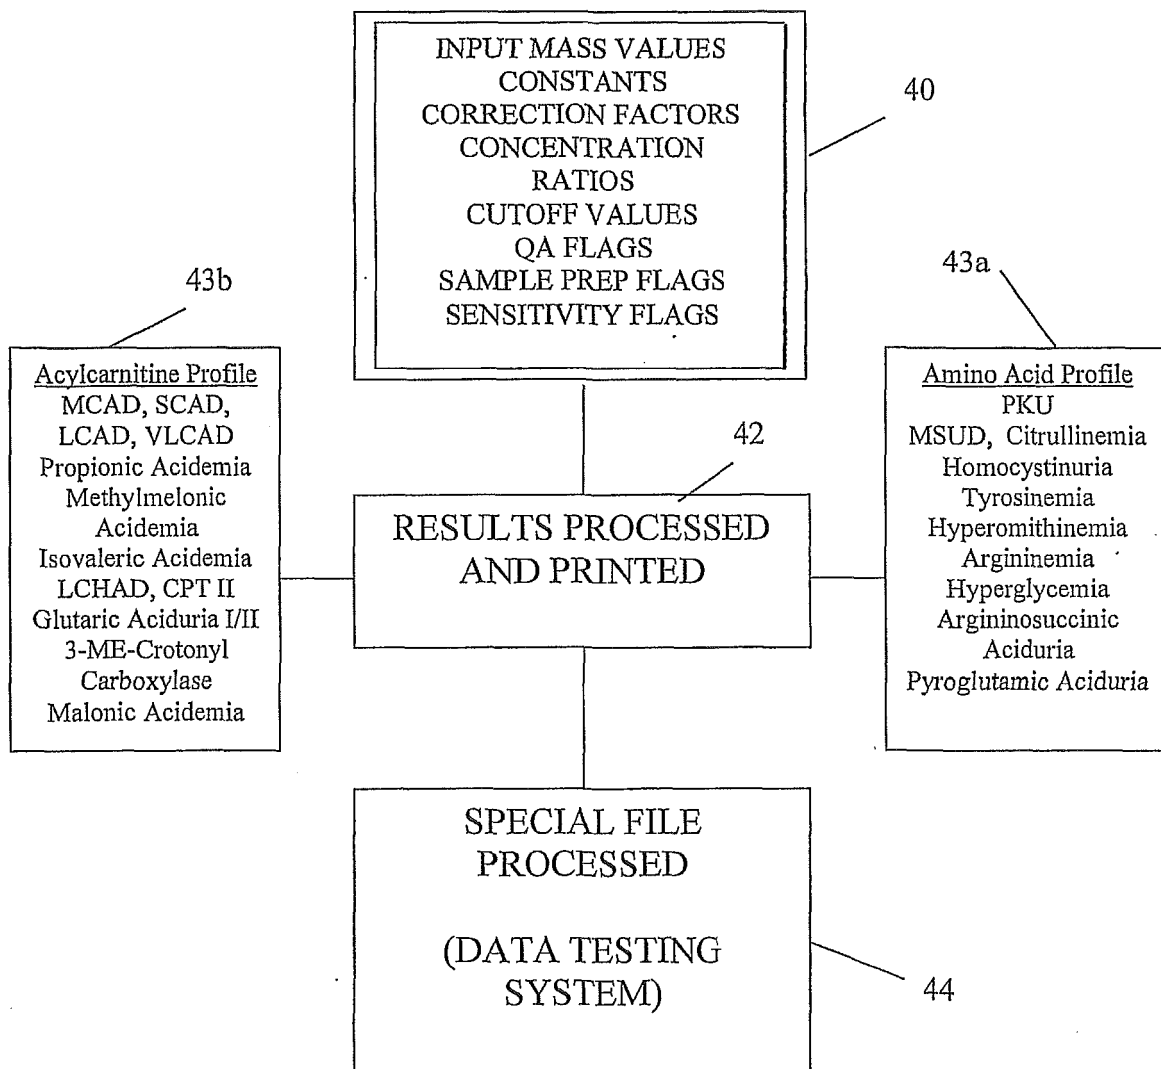 INPUT MASS VALUES
CONSTANTS
CORRECTION FACTORS
CONCENTRATION
RATIOS
CUTOFF VALUES
QA FLAGS
SAMPLE PREP FLAGS
SENSITIVITY FLAGS
40
43b
Acylcarnitine Profile
MCAD, SCAD,
LCAD, VLCAD
Propionic Acidemia
Methylmelonic
Acidemia
Isovaleric Acidemia
LCHAD, CPT II
Glutaric Aciduria I/II
3-ME-Crotonyl
Carboxylase
Malonic Acidemia
42
RESULTS PROCESSED
AND PRINTED
43a
Amino Acid Profile
PKU
MSUD, Citrullinemia
Homocystinuria
Tyrosinemia
Hyperomithinemia
Argininemia
Hyperglycemia
Argininosuccinic
Aciduria
Pyroglutamic Aciduria
SPECIAL FILE
PROCESSED
(DATA TESTING
SYSTEM)
44